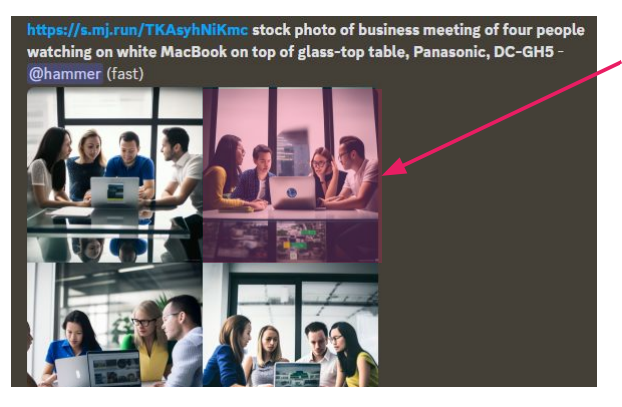 https://s.mj.run/TKAsyhNiKmc stock photo of business meeting of four people
watching on white MacBook on top of glass-top table, Panasonic, DC-GH5 -
@hammer (fast)